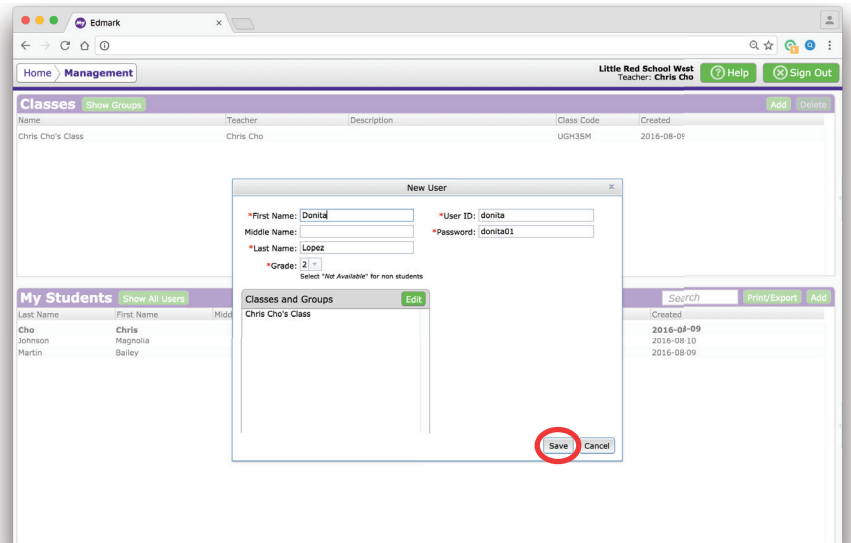 My Edmark ×
Home Management
Little Red School West
Teacher: Chris Cho
? Help
Sign Out
Classes Show Groups Add Delete
Name Teacher Description Class Code Created
Chris Cho's Class Chris Cho UGH3SM 2016-08-09
New User ×
*First Name: Donita *User ID: donita
Middle Name: *Password: donita01
*Last Name: Lopez
*Grade: 2
Select "Not Available" for non students
Classes and Groups Edit
Chris Cho's Class
Save Cancel
My Students Show All Users Search Print/Export Add
Last Name First Name Midd Created
Cho Chris 2016-08-09
Johnson Magnolia 2016-08-10
Martin Bailey 2016-08-09